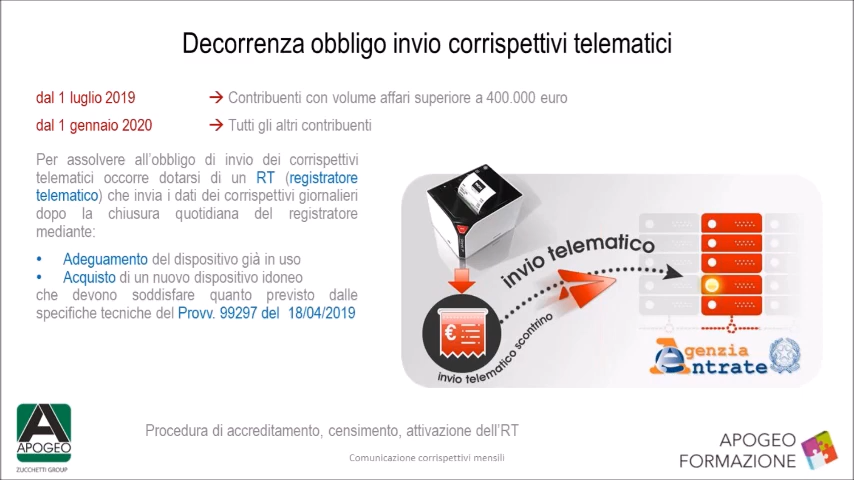 Decorrenza obbligo invio corrispettivi telematici
dal 1 luglio 2019 → Contribuenti con volume affari superiore a 400.000 euro
dal 1 gennaio 2020 → Tutti gli altri contribuenti
Per assolvere all'obbligo di invio dei corrispettivi
telematici occorre dotarsi di un RT (registratore
telematico) che invia i dati dei corrispettivi giornalieri
dopo la chiusura quotidiana del registratore
mediante:
• Adeguamento del dispositivo già in uso
• Acquisto di un nuovo dispositivo idoneo
che devono soddisfare quanto previsto dalle
specifiche tecniche del Provv. 99297 del 18/04/2019
invio telematico
€
invio telematico scontrino
Agenzia
Entrate
Procedura di accreditamento, censimento, attivazione dell'RT
Comunicazione corrispettivi mensili
A
APOGEO
ZUCCHETTI GROUP
APOGEO
FORMAZIONE